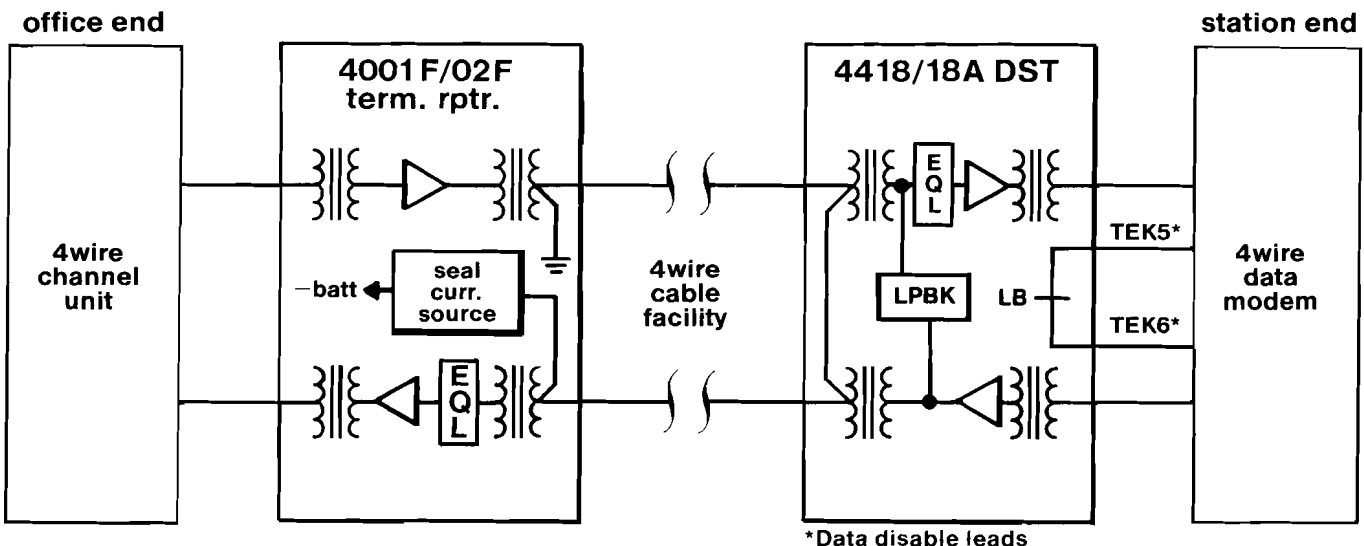 office end
station end
4001F/02F
term. rptr.
4418/18A DST
E
Q
L
TEK5*
4wire
channel
unit
–batt
seal
curr.
source
4wire
cable
facility
LPBK
LB
4wire
data
modem
TEK6*
E
Q
L
*Data disable leads